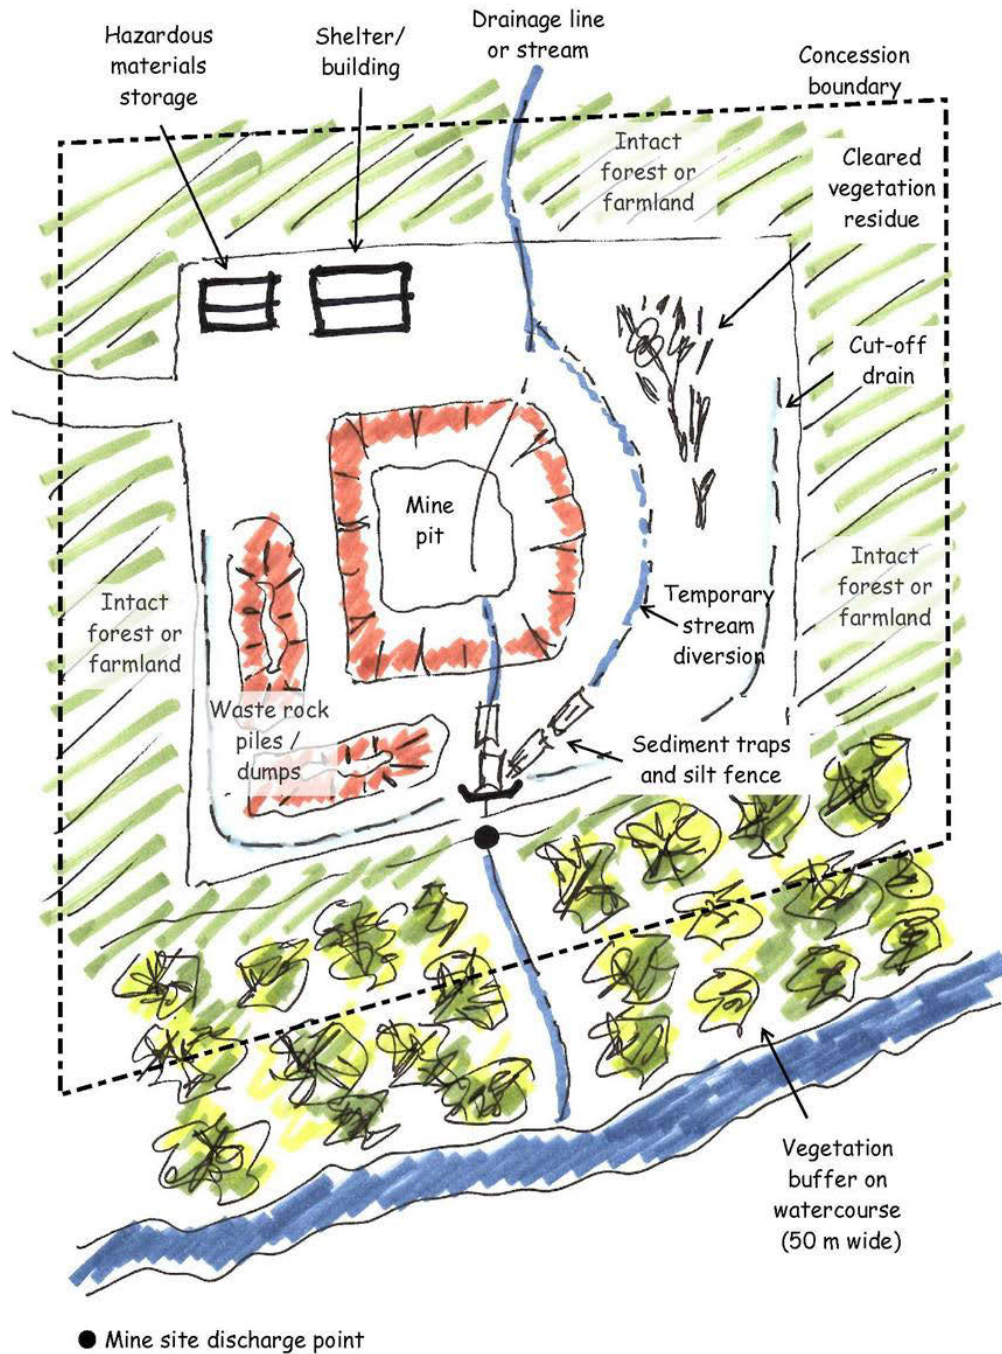 Drainage line
or stream
Hazardous
materials
storage
Shelter/
building
Concession
boundary
Intact
forest or
farmland
Cleared
vegetation
residue
Cut-off
drain
Mine
pit
Intact
forest or
farmland
Temporary
stream
diversion
Intact
forest or
farmland
Waste rock
piles /
dumps
Sediment traps
and silt fence
Vegetation
buffer on
watercourse
(50 m wide)
Mine site discharge point